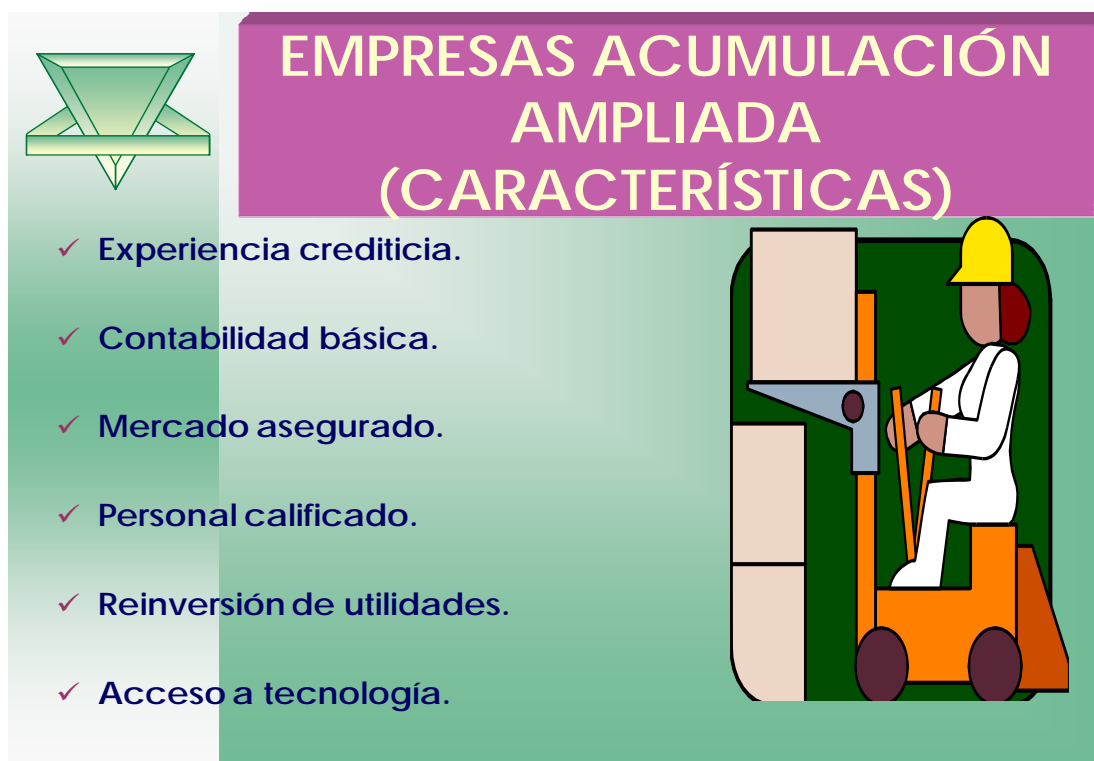 EMPRESAS ACUMULACIÓN
AMPLIADA
(CARACTERÍSTICAS)
✓ Experiencia crediticia.
✓ Contabilidad básica.
✓ Mercado asegurado.
✓ Personal calificado.
✓ Reinversión de utilidades.
✓ Acceso a tecnología.